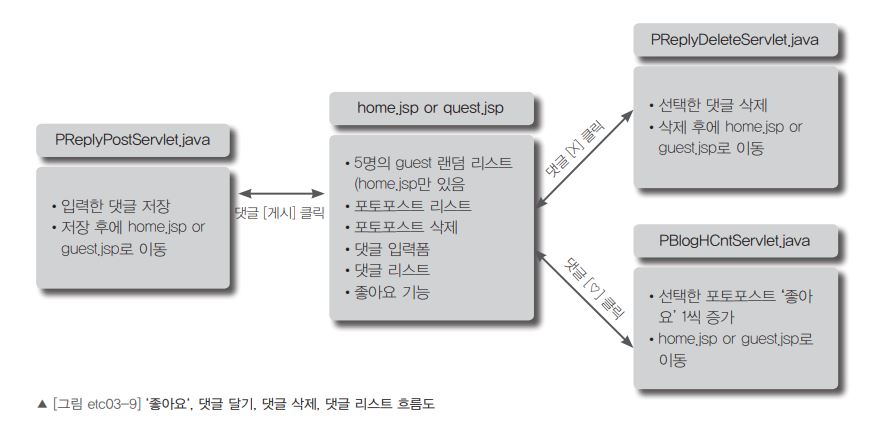 PReplyPostServlet.java
• 입력한 댓글 저장
• 저장 후에 home.jsp or
guest.jsp로 이동
댓글 [게시] 클릭
home.jsp or quest.jsp
• 5명의 guest 랜덤 리스트
(home.jsp만 있음
• 포토포스트 리스트
• 포토포스트 삭제
• 댓글 입력폼
• 댓글 리스트
• 좋아요 기능
댓글 [X] 클릭
PReplyDeleteServlet.java
• 선택한 댓글 삭제
• 삭제 후에 home.jsp or
guest.jsp로 이동
댓글 [♡] 클릭
PBlogHCntServlet.java
• 선택한 포토포스트 ‘좋아
요’ 1씩 증가
• home.jsp or guest.jsp로
이동
▲ [그림 etc03-9] ‘좋아요‘, 댓글 달기, 댓글 삭제, 댓글 리스트 흐름도